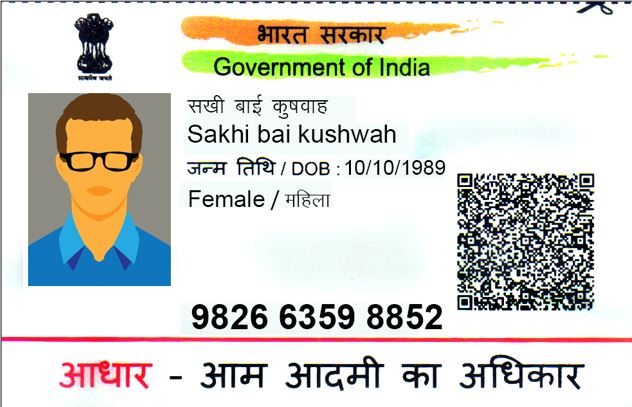 भारत सरकार
Government of India
सत्यमेव जयते
सखी बाई कुषवाह
Sakhi bai kushwah
जन्म तिथि / DOB : 10/10/1989
Female / महिला
9826 6359 8852
आधार - आम आदमी का अधिकार